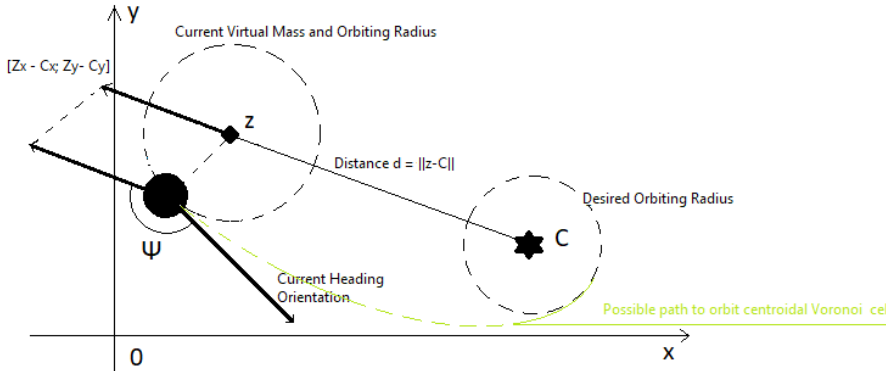 y
Current Virtual Mass and Orbiting Radius
[Zx - Cx; Zy- Cy]
z
Distance d = ||z-C||
Desired Orbiting Radius
C
Ψ
Current Heading
Orientation
Possible path to orbit centroidal Voronoi cel
0
x